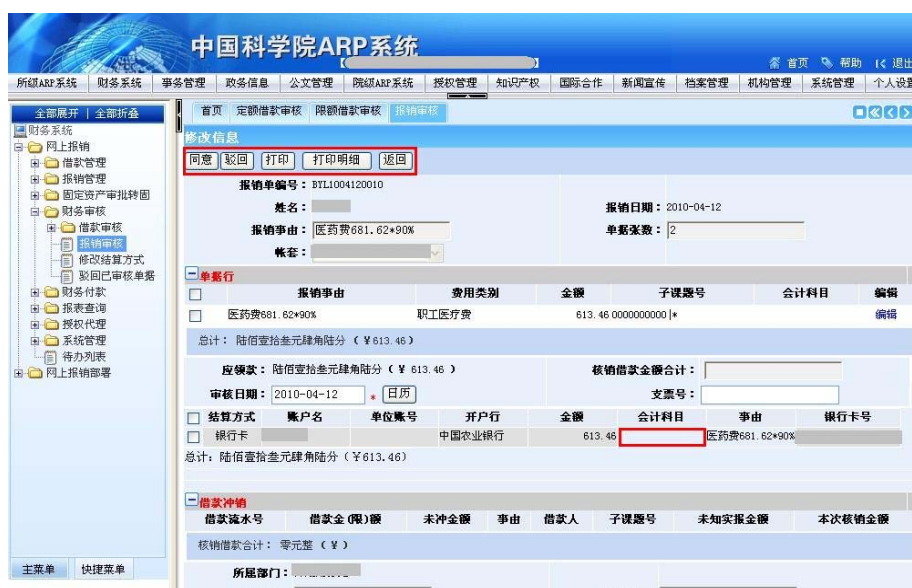 中国科学院ARP系统
【 】
首页 帮助 退出
所级ARP系统 财务系统 事务管理 政务信息 公文管理 院级ARP系统 授权管理 知识产权 国际合作 新闻宣传 档案管理 机构管理 系统管理 个人设
全部展开 | 全部折叠
财务系统
网上报销
借款管理
报销管理
固定资产审批转固
财务审核
借款审核
报销审核
修改结算方式
驳回已审核单据
财务付款
报表查询
授权代理
系统管理
待办列表
网上报销部署
主菜单 快捷菜单
首页 定额借款审核 限额借款审核 报销审核
修改信息
同意 驳回 打印 打印明细 返回
报销单编号：BYL1004120010
姓名： 报销日期：2010-04-12
报销事由：医药费681.62*90% 单据张数：2
帐套：
单据行
报销事由 费用类别 金额 子课题号 会计科目 编辑
医药费681.62*90% 职工医疗费 613.46 0000000000|* 编辑
总计： 陆佰壹拾叁元肆角陆分（￥613.46）
应领款：陆佰壹拾叁元肆角陆分（￥ 613.46 ） 核销借款金额合计：
审核日期：2010-04-12 * 日历 支票号：
结算方式 账户名 单位账号 开户行 金额 会计科目 事由 银行卡号
银行卡 中国农业银行 613.46 医药费681.62*90%
总计：陆佰壹拾叁元肆角陆分（￥613.46）
借款冲销
借款流水号 借款金(限)额 未冲金额 事由 借款人 子课题号 未知实报金额 本次核销金额
核销借款合计： 零元整（￥）
所属部门：